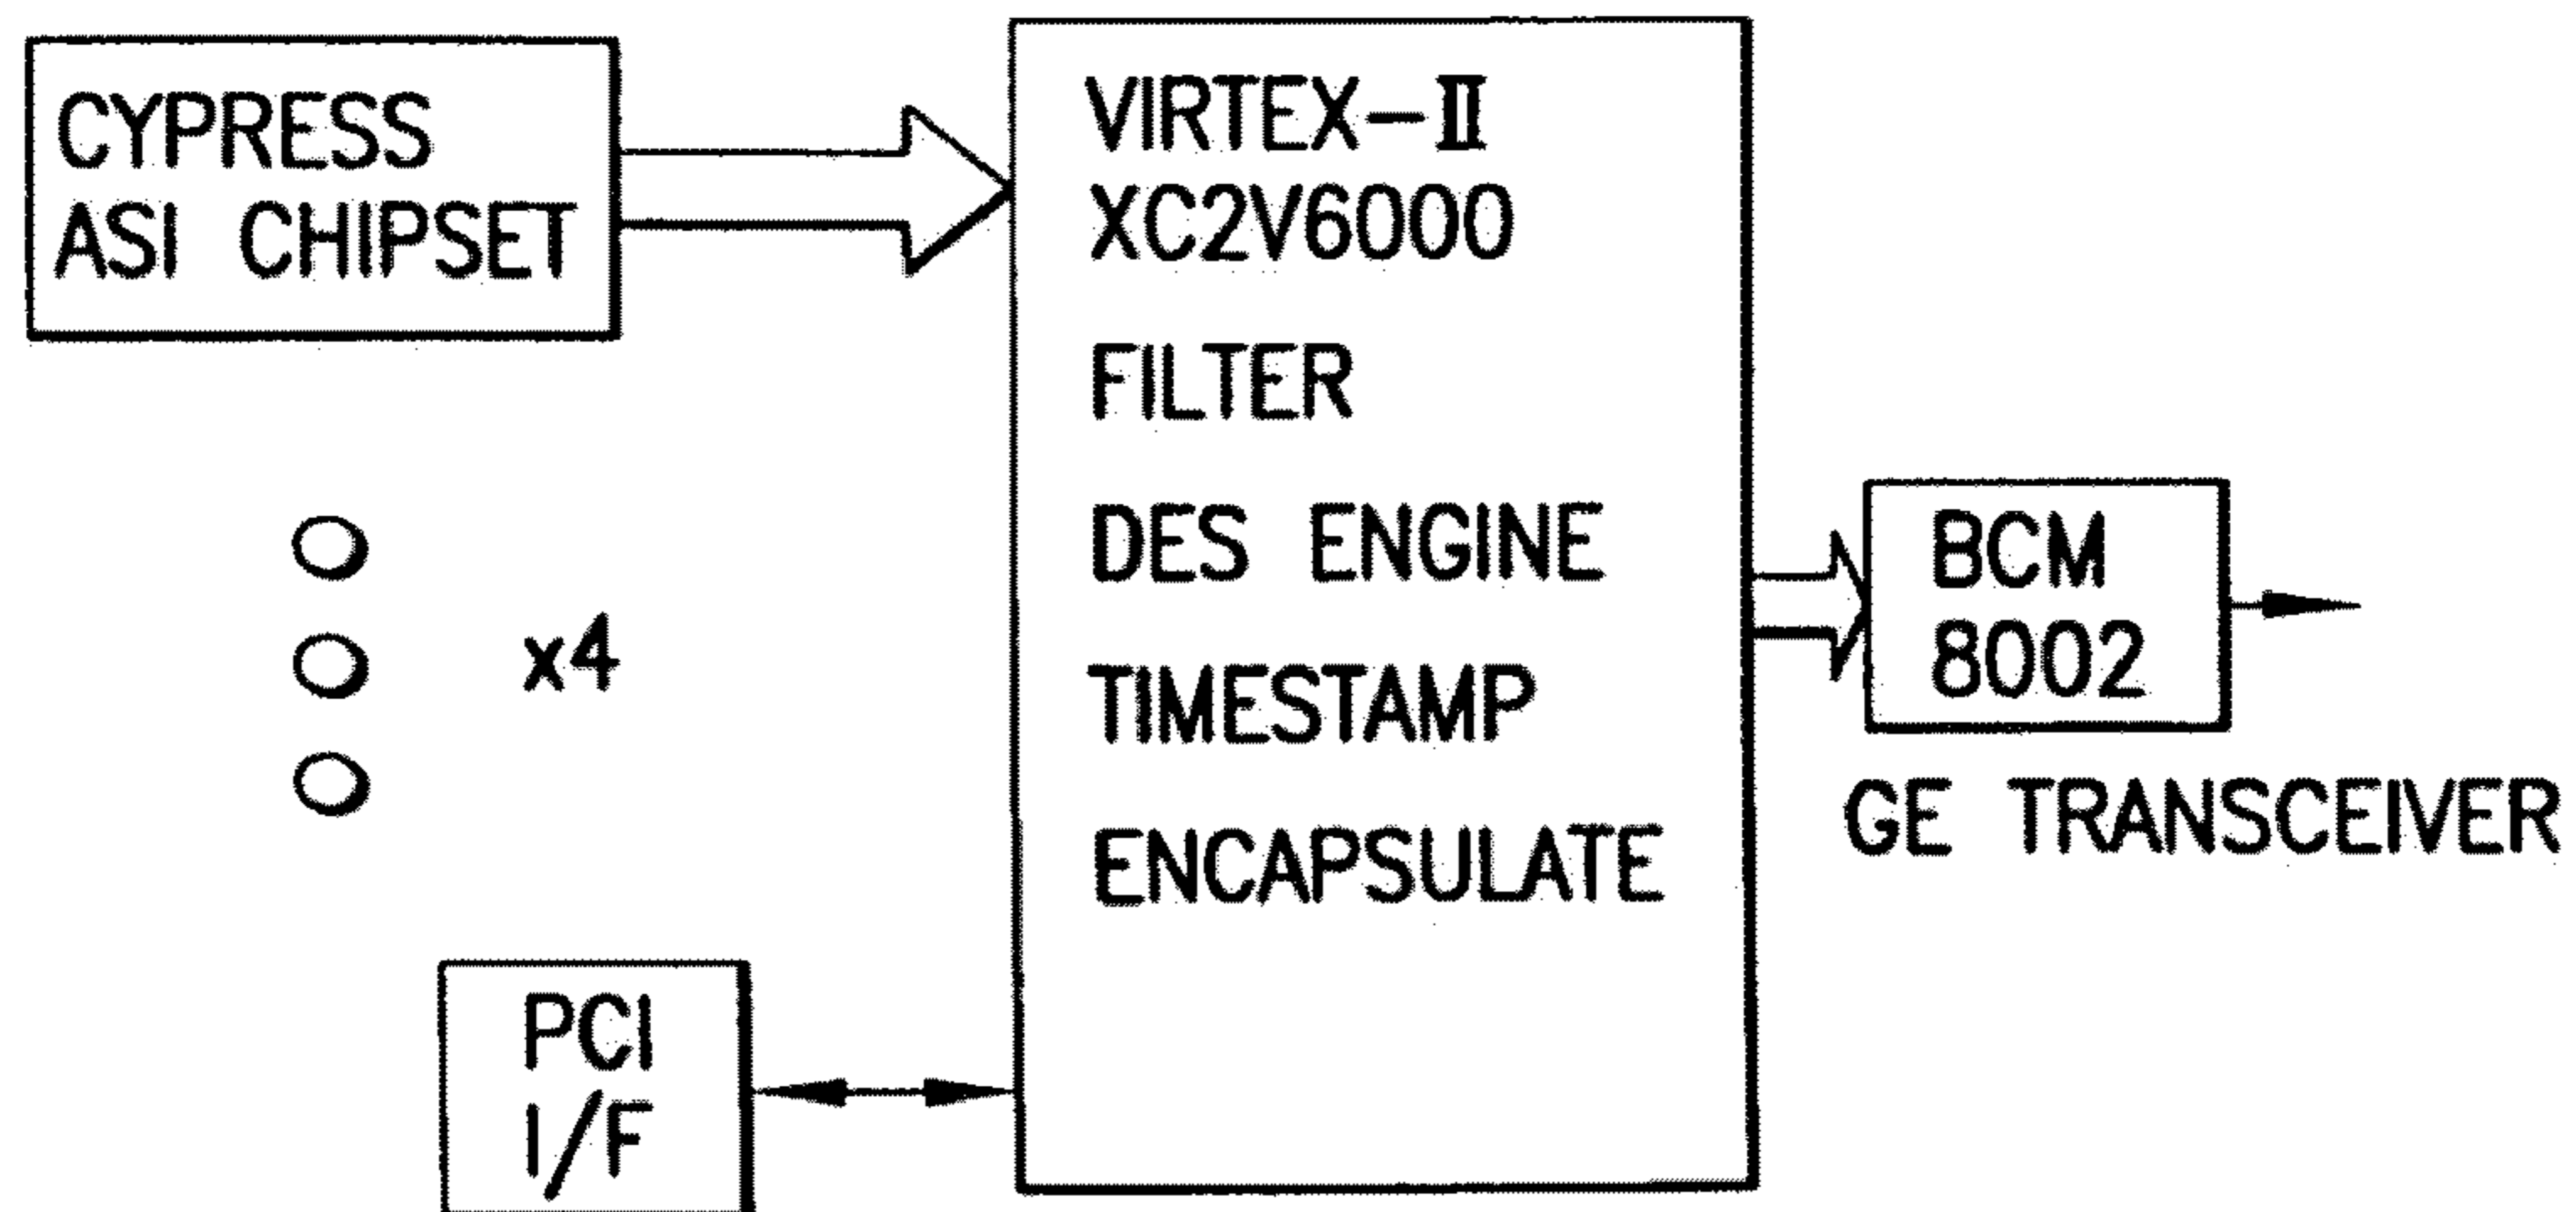 CYPRESS
ASI CHIPSET
VIRTEX-II
XC2V6000
FILTER
DES ENGINE
TIMESTAMP
ENCAPSULATE
x4
BCM
8002
GE TRANSCEIVER
PCI
I/F